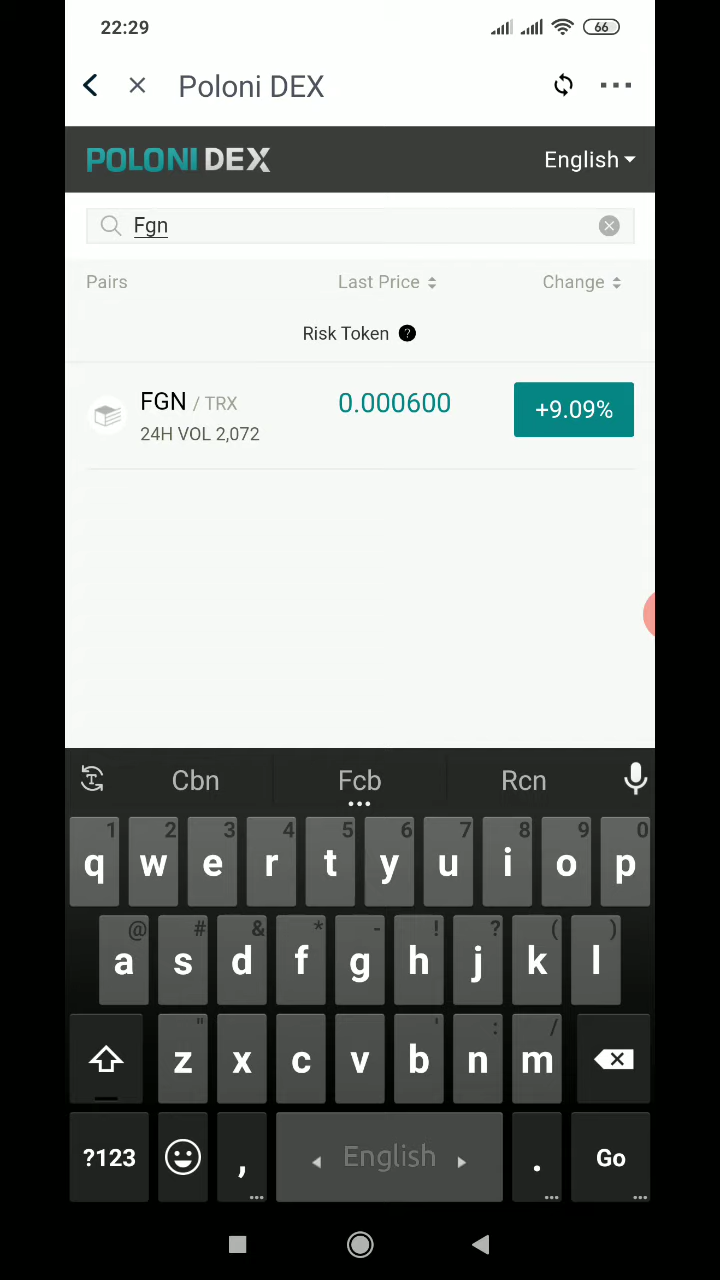 22:29 66
Poloni DEX
POLONI DEX English
Fgn
Pairs Last Price Change
Risk Token ?
FGN / TRX 0.000600 +9.09%
24H VOL 2,072
Cbn Fcb Rcn
1 2 3 4 5 6 7 8 9 0
q w e r t y u i o p
@ # & * - ! ? ( )
a s d f g h j k l
" ' : /
z x c v b n m
?123 , English . Go